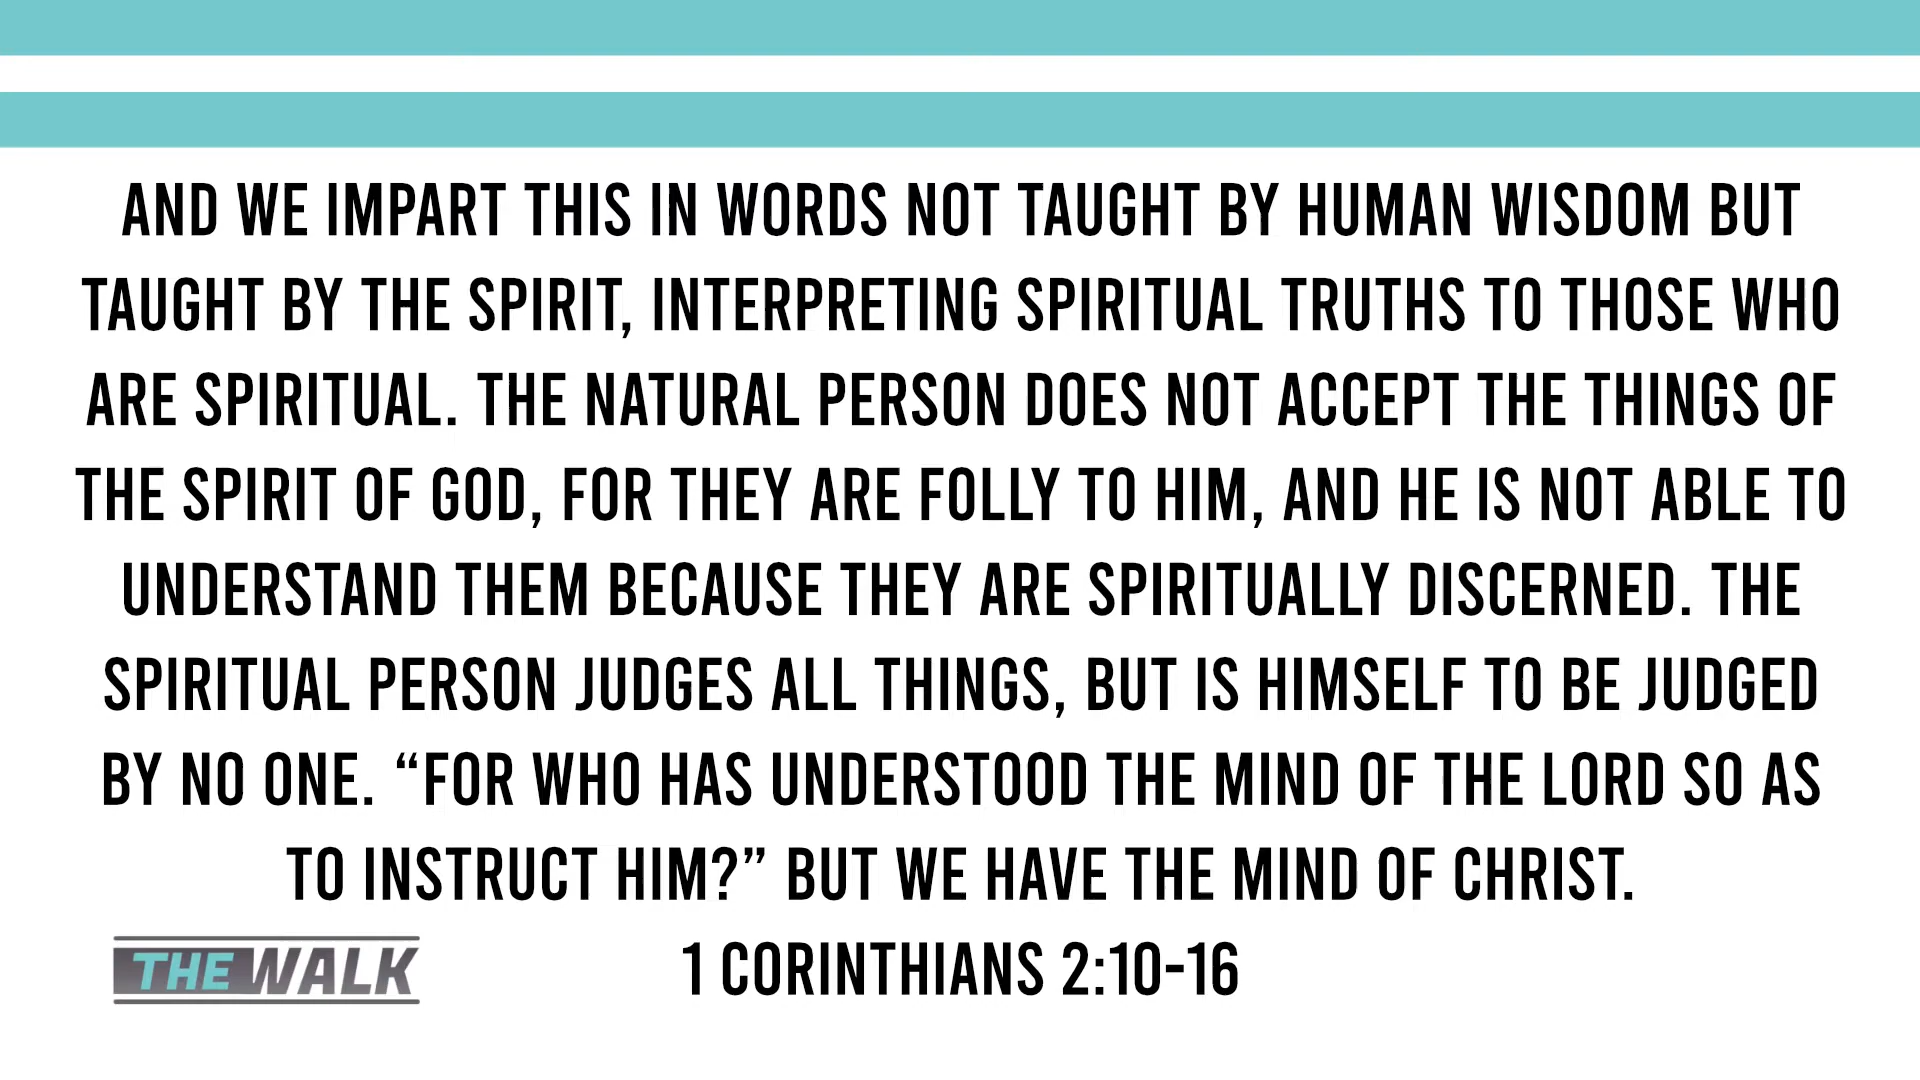 AND WE IMPART THIS IN WORDS NOT TAUGHT BY HUMAN WISDOM BUT
TAUGHT BY THE SPIRIT, INTERPRETING SPIRITUAL TRUTHS TO THOSE WHO
ARE SPIRITUAL. THE NATURAL PERSON DOES NOT ACCEPT THE THINGS OF
THE SPIRIT OF GOD, FOR THEY ARE FOLLY TO HIM, AND HE IS NOT ABLE TO
UNDERSTAND THEM BECAUSE THEY ARE SPIRITUALLY DISCERNED. THE
SPIRITUAL PERSON JUDGES ALL THINGS, BUT IS HIMSELF TO BE JUDGED
BY NO ONE. “FOR WHO HAS UNDERSTOOD THE MIND OF THE LORD SO AS
TO INSTRUCT HIM?” BUT WE HAVE THE MIND OF CHRIST.
1 CORINTHIANS 2:10-16
THE WALK